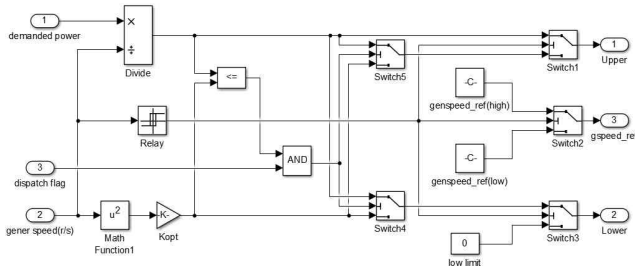 1
demanded power
×
÷
Divide
<=
Relay
3
dispatch flag
AND
2
gener speed(r/s)
u²
Math
Function1
-K-
Kopt
Switch5
Switch4
Switch1
1
Upper
-C-
genspeed_ref(high)
Switch2
3
gspeed_re
-C-
genspeed_ref(low)
Switch3
2
Lower
0
low limit